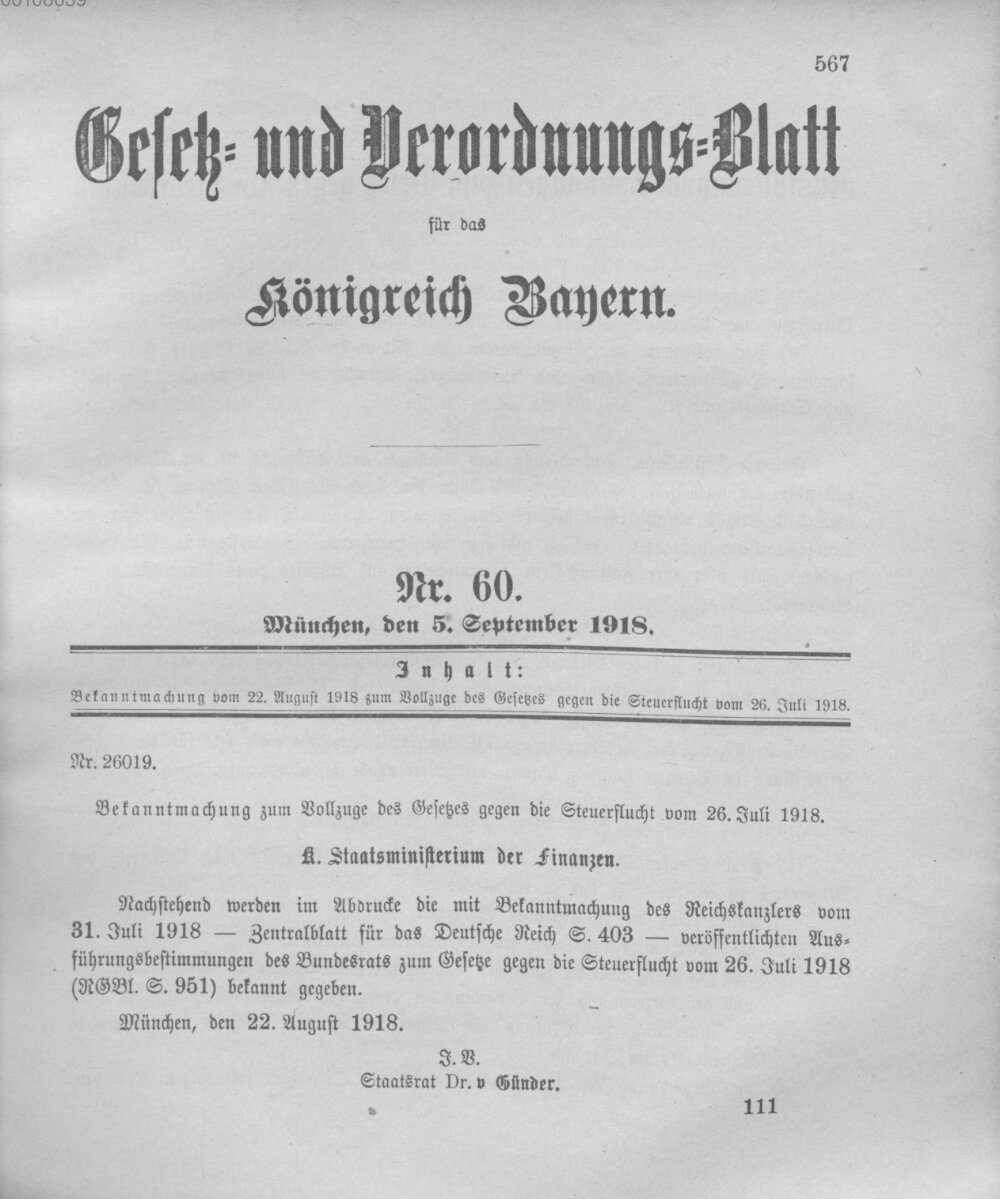 567
Gesetz- und Verordnungs-Blatt
für das
Königreich Bayern.
Nr. 60.
München, den 5. September 1918.
Inhalt:
Bekanntmachung vom 22. August 1918 zum Vollzuge des Gesetzes gegen die Steuerflucht vom 26. Juli 1918.
Nr. 26019.
Bekanntmachung zum Vollzuge des Gesetzes gegen die Steuerflucht vom 26. Juli 1918.
K. Staatsministerium der Finanzen.
Nachstehend werden im Abdrucke die mit Bekanntmachung des Reichskanzlers vom
31. Juli 1918 — Zentralblatt für das Deutsche Reich S. 403 — veröffentlichten Aus-
führungsbestimmungen des Bundesrats zum Gesetze gegen die Steuerflucht vom 26. Juli 1918
(RGBl. S. 951) bekannt gegeben.
München, den 22. August 1918.
J. V.
Staatsrat Dr. v Günder.
111